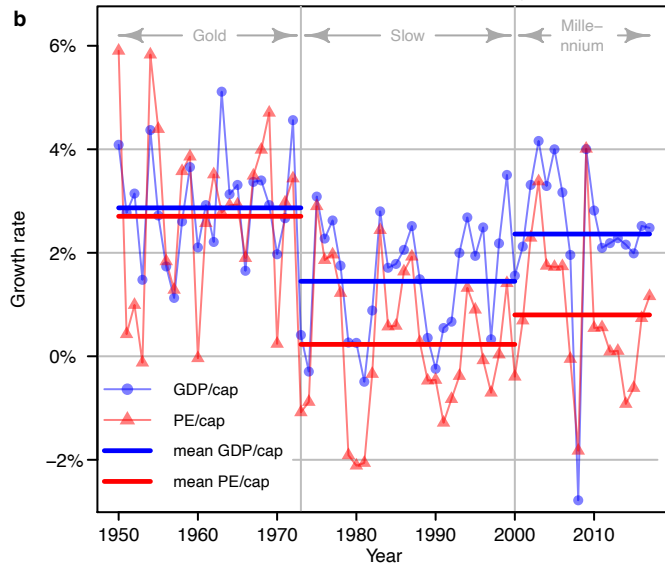 b
Gold
Slow
Mille–
nnium
6%
4%
2%
0%
−2%
Growth rate
GDP/cap
PE/cap
mean GDP/cap
mean PE/cap
1950
1960
1970
1980
1990
2000
2010
Year